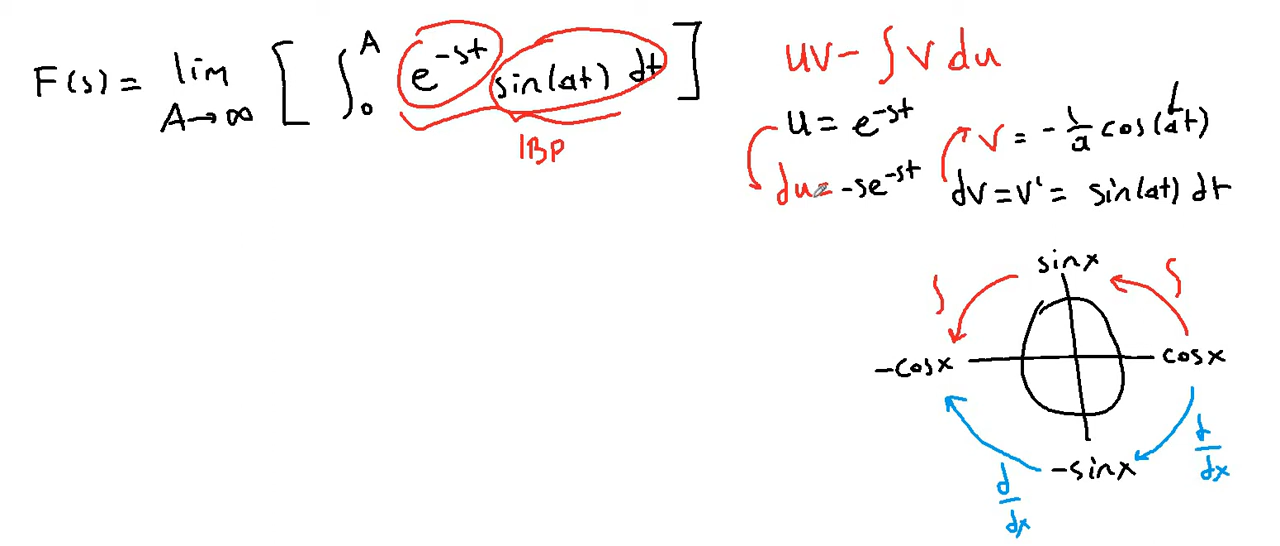 F(s) = lim A→∞ [ ∫₀ᴬ e^-st sin(at) dt ]
IBP
uv - ∫ v du
u = e^-st v = -1/a cos(at)
du = -se^-st dv = v' = sin(at) dt
sin x
∫ ∫
-cos x cos x
-sin x
d/dx d/dx